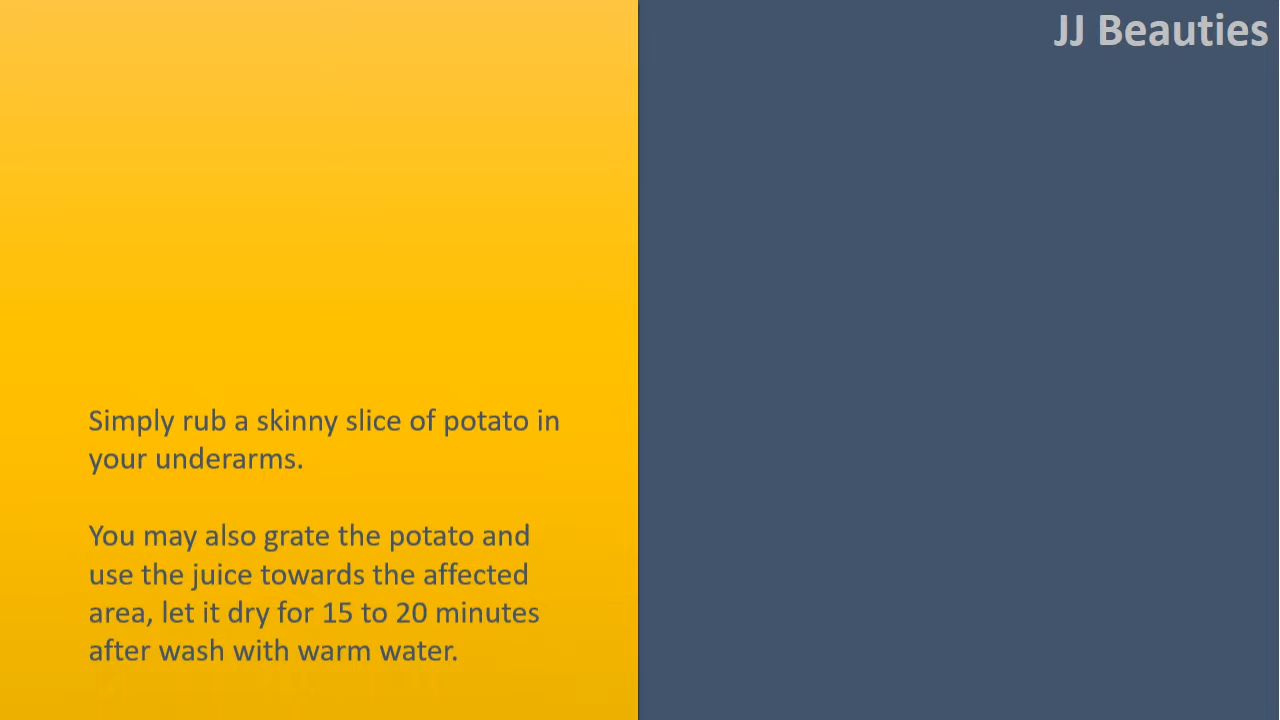 JJ Beauties
Simply rub a skinny slice of potato in
your underarms.
You may also grate the potato and
use the juice towards the affected
area, let it dry for 15 to 20 minutes
after wash with warm water.